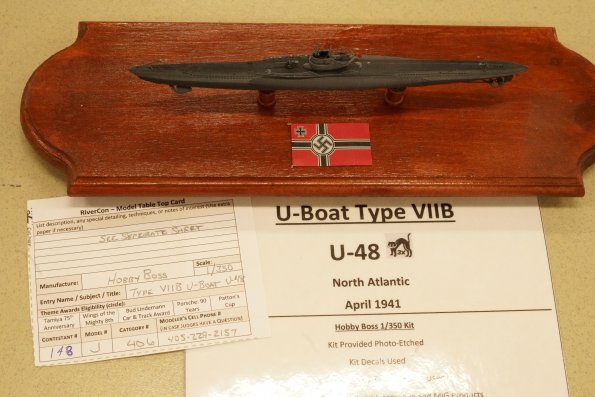 RiverCon – Model Table Top Card
List description, any special detailing, techniques, or notes of interest (Use extra
paper if necessary)
SEE SEPERATE SHEET
Scale:
Manufacturer: HOBBY BOSS 1/350
Entry Name / Subject / Title: TYPE VIIB U-BOAT U-48
Theme Awards Eligibility (circle):
Tamiya 75th Anniversary
Wings of the Mighty 8th
Bud Undemann Car & Track Award
Porsche: 90 Years
Patton's Cup
CONTESTANT # MODEL # CATEGORY # MODELER'S CELL PHONE #
(IN CASE JUDGES HAVE A QUESTION)
148 J 406
U-Boat Type VIIB
U-48
North Atlantic
April 1941
Hobby Boss 1/350 Kit
Kit Provided Photo-Etched
Kit Decals Used